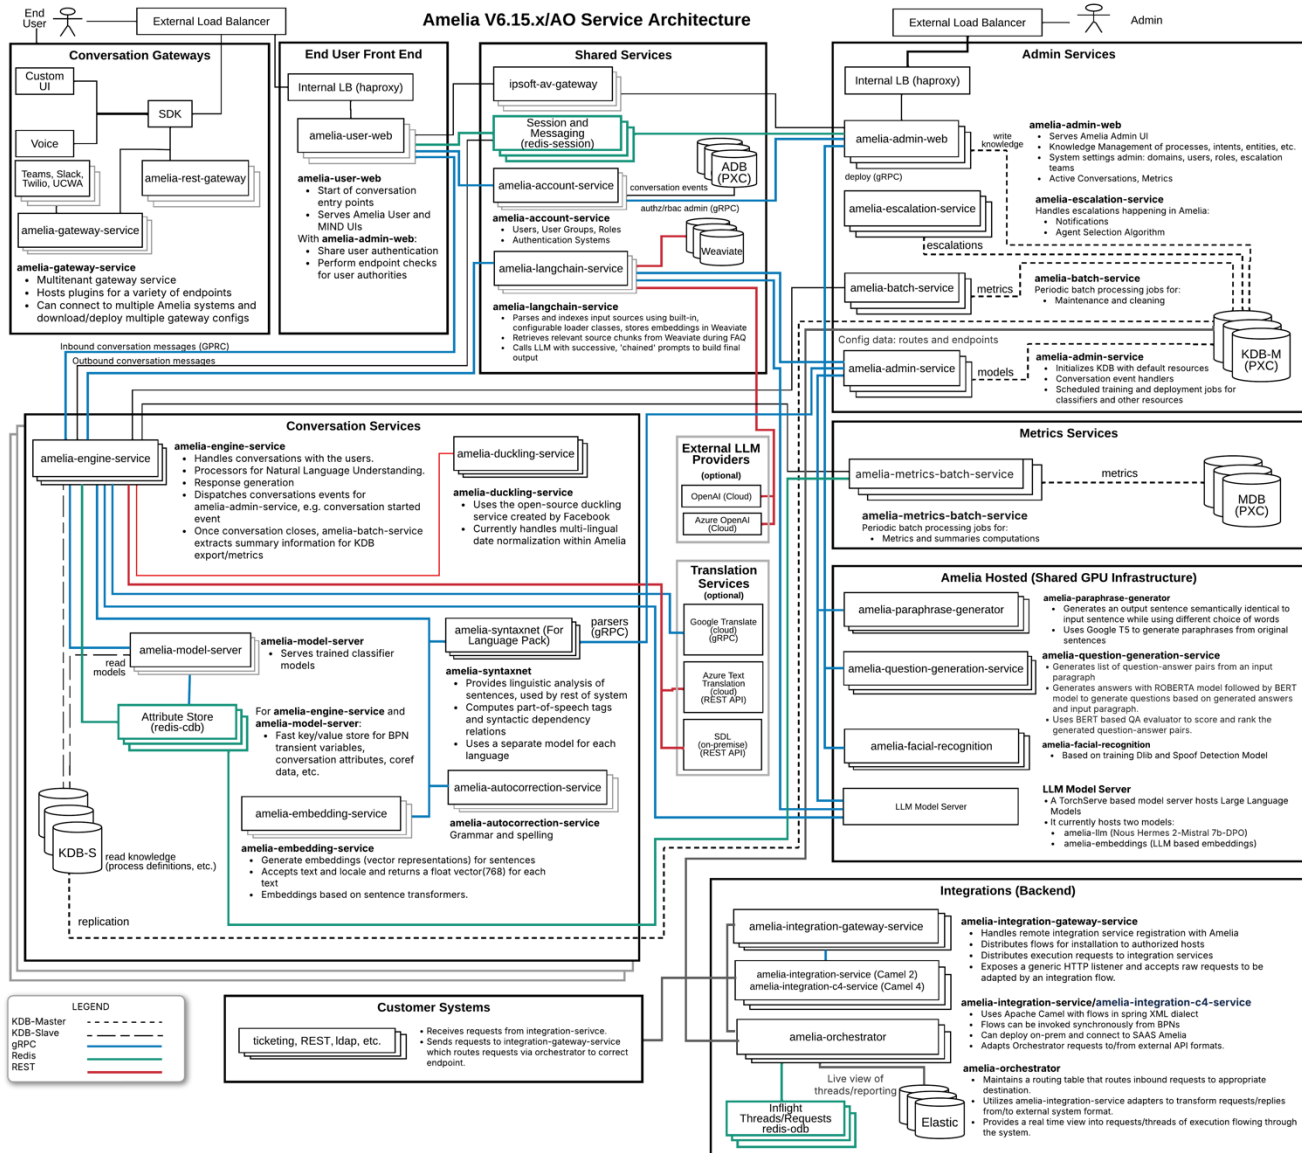 Amelia V6.15.x/AO Service Architecture
End
User
External Load Balancer
External Load Balancer
Admin
Conversation Gateways
Custom
UI
SDK
Voice
Teams, Slack,
Twilio, UCWA
amelia-rest-gateway
amelia-gateway-service
amelia-gateway-service
• Multitenant gateway service
• Hosts plugins for a variety of endpoints
• Can connect to multiple Amelia systems and
download/deploy multiple gateway configs
End User Front End
Internal LB (haproxy)
amelia-user-web
amelia-user-web
• Start of conversation
entry points
• Serves Amelia User and
MIND UIs
With amelia-admin-web:
• Share user authentication
• Perform endpoint checks
for user authorities
Shared Services
ipsoft-av-gateway
Session and
Messaging
(redis-session)
ADB
(PXC)
amelia-account-service
conversation events
authz/rbac admin (gRPC)
amelia-account-service
• Users, User Groups, Roles
• Authentication Systems
Weaviate
amelia-langchain-service
amelia-langchain-service
• Parses and indexes input sources using built-in,
configurable loader classes, stores embeddings in Weaviate
• Retrieves relevant source chunks from Weaviate during FAQ
• Calls LLM with successive, 'chained' prompts to build final
output
Admin Services
Internal LB (haproxy)
amelia-admin-web
write
knowledge
deploy (gRPC)
amelia-admin-web
• Serves Amelia Admin UI
• Knowledge Management of processes, intents, entities, etc.
• System settings admin: domains, users, roles, escalation
teams
• Active Conversations, Metrics
amelia-escalation-service
escalations
amelia-escalation-service
Handles escalations happening in Amelia:
• Notifications
• Agent Selection Algorithm
amelia-batch-service
metrics
amelia-batch-service
Periodic batch processing jobs for:
• Maintenance and cleaning
KDB-M
(PXC)
Config data: routes and endpoints
amelia-admin-service
models
amelia-admin-service
• Initializes KDB with default resources
• Conversation event handlers
• Scheduled training and deployment jobs for
classifiers and other resources
Inbound conversation messages (GPRC)
Outbound conversation messages
Conversation Services
amelia-engine-service
amelia-engine-service
• Handles conversations with the users.
• Processors for Natural Language Understanding.
• Response generation
• Dispatches conversations events for
amelia-admin-service, e.g. conversation started
event
• Once conversation closes, amelia-batch-service
extracts summary information for KDB
export/metrics
amelia-duckling-service
amelia-duckling-service
• Uses the open-source duckling
service created by Facebook
• Currently handles multi-lingual
date normalization within Amelia
amelia-model-server
read
models
amelia-model-server
• Serves trained classifier
models
amelia-syntaxnet (For
Language Pack)
parsers
(gRPC)
amelia-syntaxnet
• Provides linguistic analysis of
sentences, used by rest of system
• Computes part-of-speech tags
and syntactic dependency
relations
• Uses a separate model for each
language
Attribute Store
(redis-cdb)
For amelia-engine-service and
amelia-model-server:
• Fast key/value store for BPN
transient variables,
conversation attributes, coref
data, etc.
amelia-autocorrection-service
amelia-autocorrection-service
Grammar and spelling
amelia-embedding-service
amelia-embedding-service
• Generate embeddings (vector representations) for sentences
• Accepts text and locale and returns a float vector(768) for each
text
• Embeddings based on sentence transformers.
KDB-S
read knowledge
(process definitions, etc.)
replication
External LLM
Providers
(optional)
OpenAI (Cloud)
Azure OpenAI
(Cloud)
Translation
Services
(optional)
Google Translate
(cloud)
(gRPC)
Azure Text
Translation
(cloud)
(REST API)
SDL
(on-premise)
(REST API)
Metrics Services
amelia-metrics-batch-service
metrics
MDB
(PXC)
amelia-metrics-batch-service
Periodic batch processing jobs for:
• Metrics and summaries computations
Amelia Hosted (Shared GPU Infrastructure)
amelia-paraphrase-generator
amelia-paraphrase-generator
• Generates an output sentence semantically identical to
input sentence while using different choice of words
• Uses Google T5 to generate paraphrases from original
sentences
amelia-question-generation-service
amelia-question-generation-service
• Generates list of question-answer pairs from an input
paragraph
• Generates answers with ROBERTA model followed by BERT
model to generate questions based on generated answers
and input paragraph.
• Uses BERT based QA evaluator to score and rank the
generated question-answer pairs.
amelia-facial-recognition
amelia-facial-recognition
• Based on training Dlib and Spoof Detection Model
LLM Model Server
LLM Model Server
• A TorchServe based model server hosts Large Language
Models
• It currently hosts two models:
• amelia-llm (Nous Hermes 2-Mistral 7b-DPO)
• amelia-embeddings (LLM based embeddings)
Integrations (Backend)
amelia-integration-gateway-service
amelia-integration-gateway-service
• Handles remote integration service registration with Amelia
• Distributes flows for installation to authorized hosts
• Distributes execution requests to integration services
• Exposes a generic HTTP listener and accepts raw requests to be
adapted by an integration flow.
amelia-integration-service (Camel 2)
amelia-integration-c4-service (Camel 4)
amelia-integration-service/amelia-integration-c4-service
• Uses Apache Camel with flows in spring XML dialect
• Flows can be invoked synchronously from BPNs
• Can deploy on-prem and connect to SAAS Amelia
• Adapts Orchestrator requests to/from external API formats.
amelia-orchestrator
amelia-orchestrator
• Maintains a routing table that routes inbound requests to appropriate
destination.
• Utilizes amelia-integration-service adapters to transform requests/replies
from/to external system format.
• Provides a real time view into requests/threads of execution flowing through
the system.
Live view of
threads/reporting
Inflight
Threads/Requests
redis-odb
Elastic
LEGEND
KDB-Master
KDB-Slave
gRPC
Redis
REST
Customer Systems
ticketing, REST, ldap, etc.
• Receives requests from integration-service.
• Sends requests to integration-gateway-service
which routes requests via orchestrator to correct
endpoint.